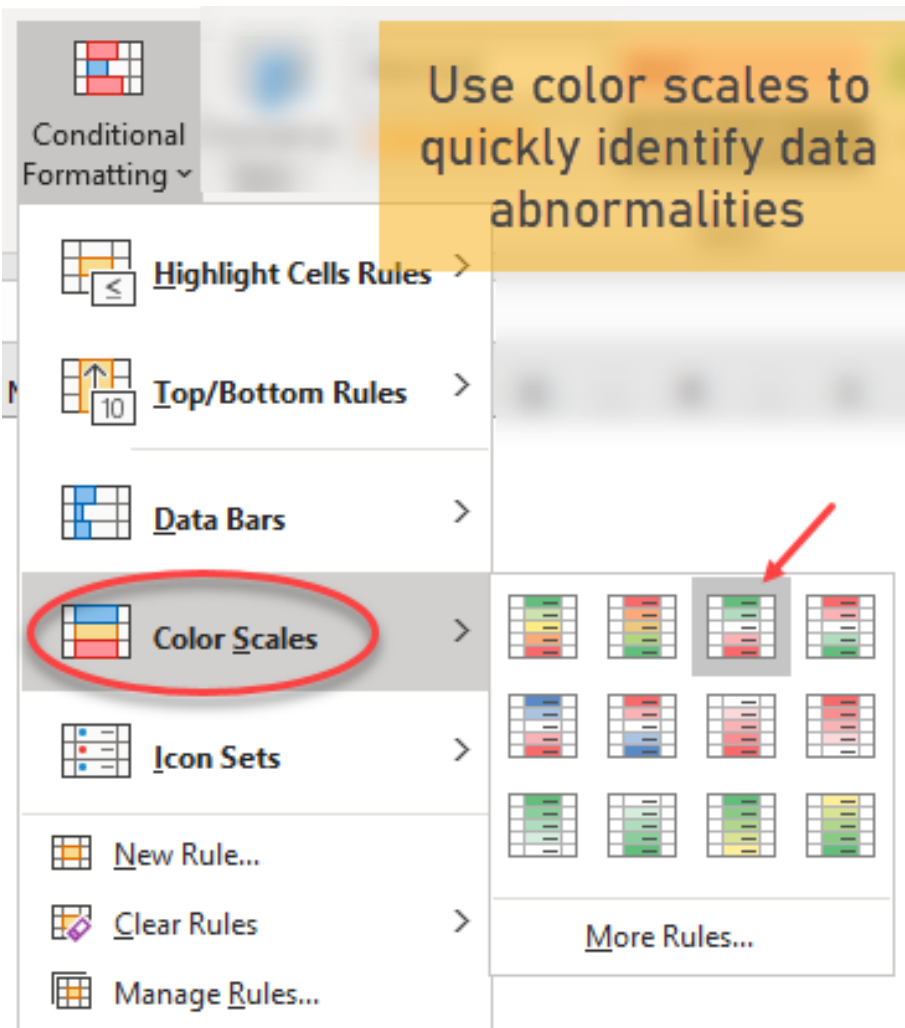 Conditional
Formatting
Use color scales to
quickly identify data
abnormalities
≤
Highlight Cells Rules
10
Top/Bottom Rules
Data Bars
Color Scales
Icon Sets
New Rule...
Clear Rules
Manage Rules...
More Rules...